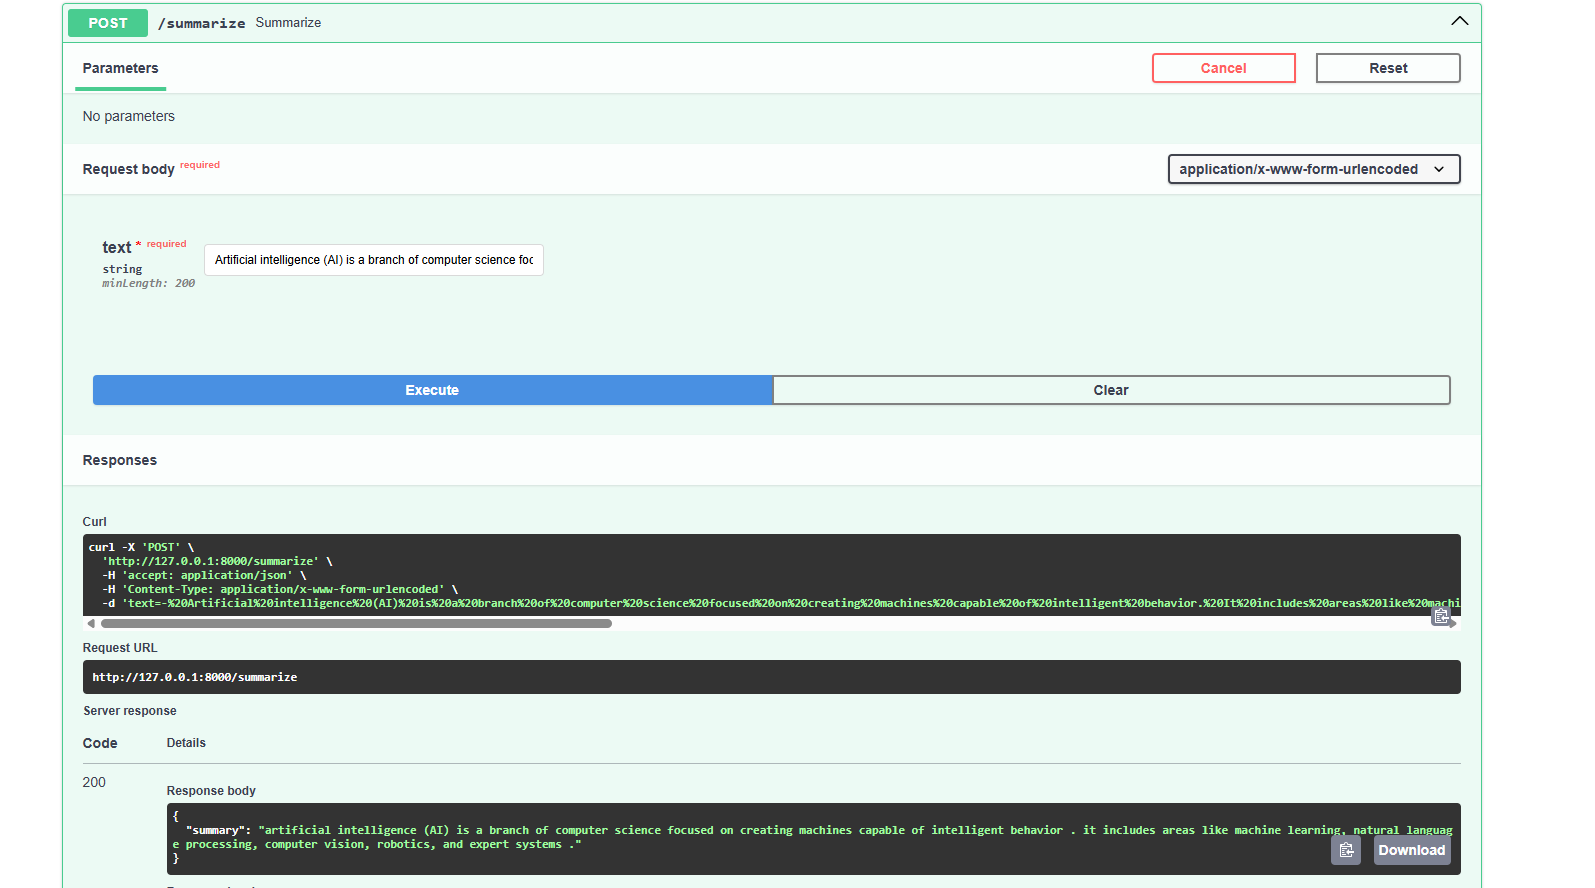 POST /summarize Summarize
Parameters
Cancel
Reset
No parameters
Request body required
application/x-www-form-urlencoded
text * required
string
minLength: 200
Artificial intelligence (AI) is a branch of computer science foc
Execute
Clear
Responses
Curl
curl -X 'POST' \
'http://127.0.0.1:8000/summarize' \
-H 'accept: application/json' \
-H 'Content-Type: application/x-www-form-urlencoded' \
-d 'text=-%20Artificial%20intelligence%20(AI)%20is%20a%20branch%20of%20computer%20science%20focused%20on%20creating%20machines%20capable%20of%20intelligent%20behavior.%20It%20includes%20areas%20like%20machi
Request URL
http://127.0.0.1:8000/summarize
Server response
Code
Details
200
Response body
{
"summary": "artificial intelligence (AI) is a branch of computer science focused on creating machines capable of intelligent behavior . it includes areas like machine learning, natural languag
e processing, computer vision, robotics, and expert systems ."
}
Download